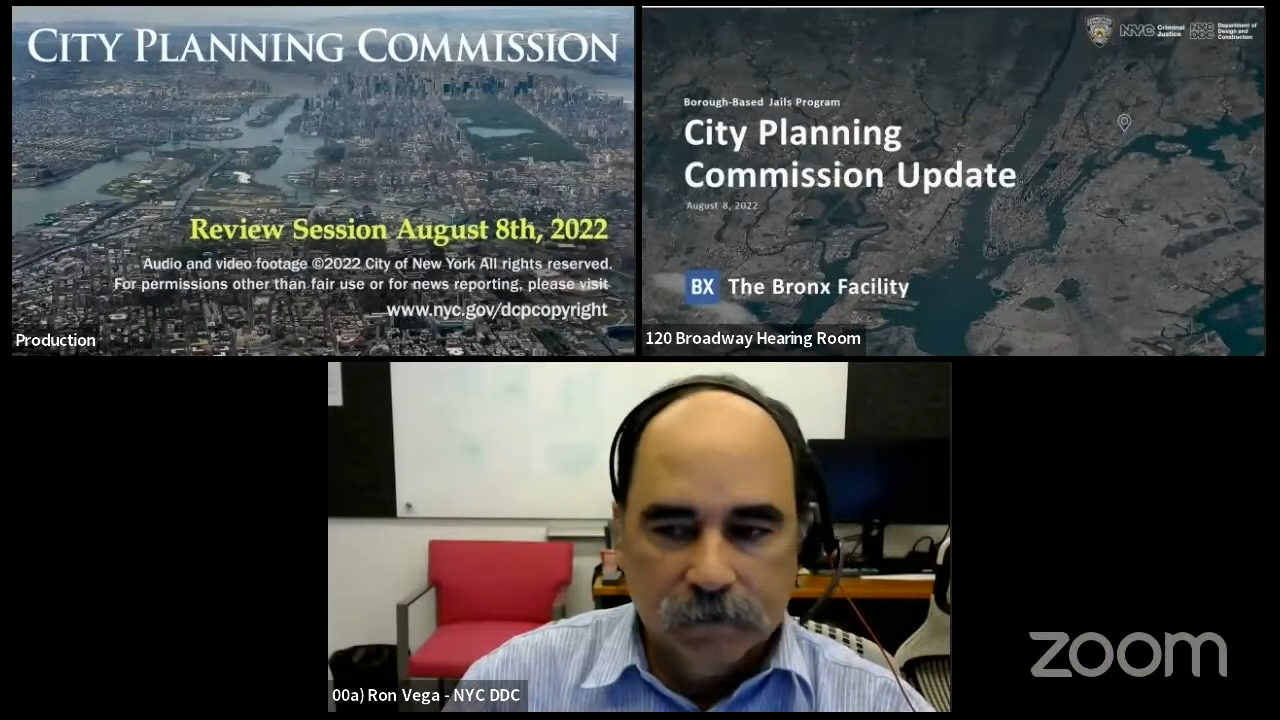 CITY PLANNING COMMISSION
Review Session August 8th, 2022
Audio and video footage ©2022 City of New York All rights reserved.
For permissions other than fair use or for news reporting, please visit
www.nyc.gov/dcpcopyright
Production
NYC Criminal Justice
NYC DDC Department of Design and Construction
Borough-Based Jails Program
City Planning
Commission Update
August 8, 2022
BX The Bronx Facility
120 Broadway Hearing Room
00a) Ron Vega - NYC DDC
zoom